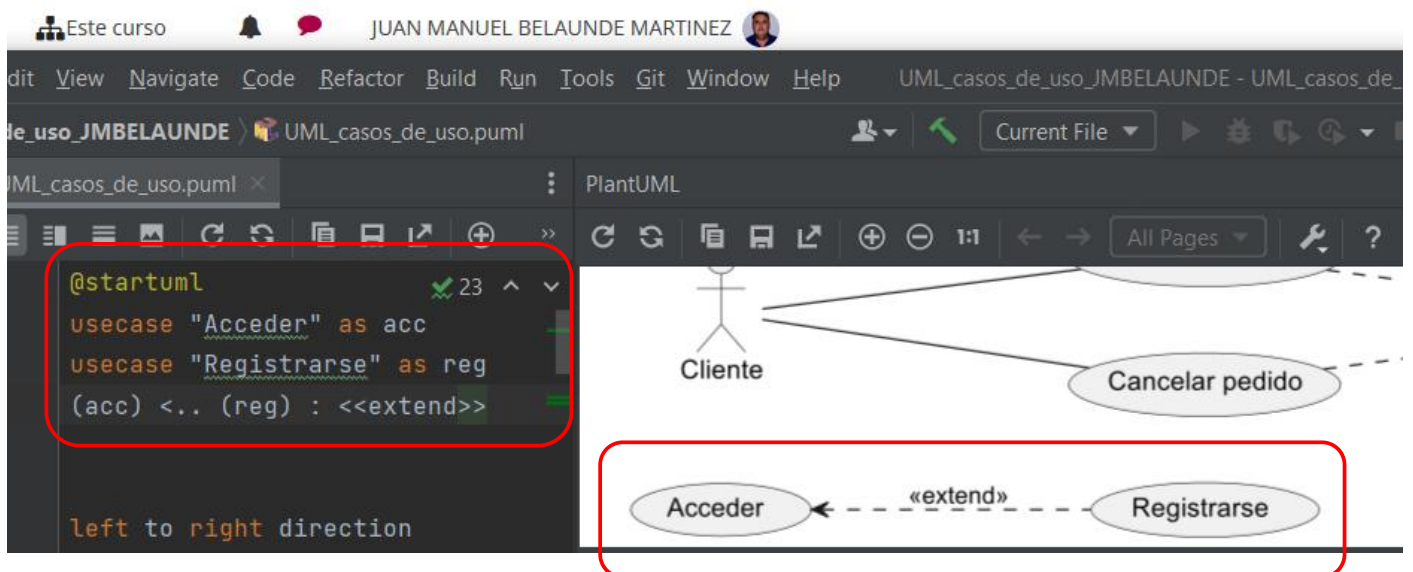 Este curso JUAN MANUEL BELAUNDE MARTINEZ
dit View Navigate Code Refactor Build Run Tools Git Window Help UML_casos_de_uso_JMBELAUNDE - UML_casos_de_
de_uso_JMBELAUNDE UML_casos_de_uso.puml Current File
UML_casos_de_uso.puml PlantUML
1:1 All Pages ?
@startuml 23
usecase "Acceder" as acc
usecase "Registrarse" as reg
(acc) <.. (reg) : <<extend>>
left to right direction
Cliente
Cancelar pedido
Acceder «extend» Registrarse